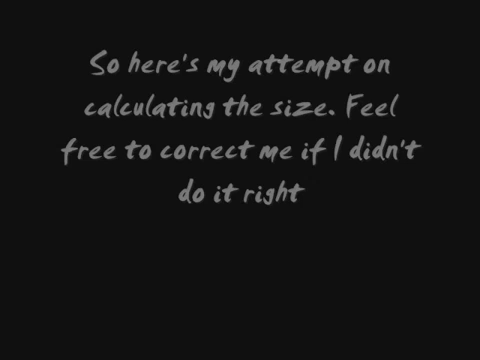 So here's my attempt on
calculating the size. Feel
free to correct me if I didn't
do it right